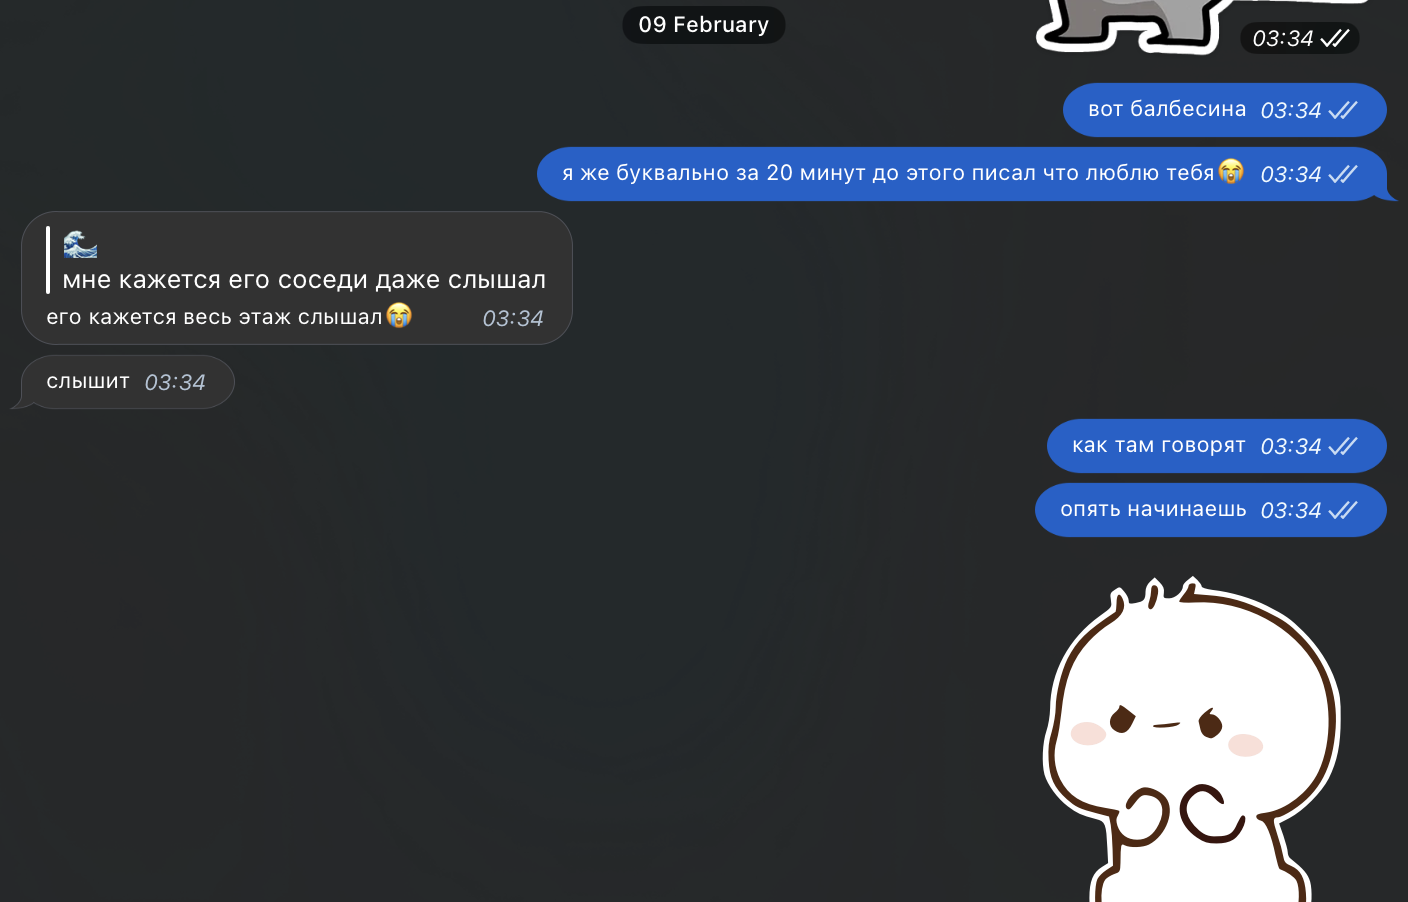 09 February
03:34
вот балбесина 03:34
я же буквально за 20 минут до этого писал что люблю тебя😭 03:34
🌊
мне кажется его соседи даже слышал
его кажется весь этаж слышал😭 03:34
слышит 03:34
как там говорят 03:34
опять начинаешь 03:34